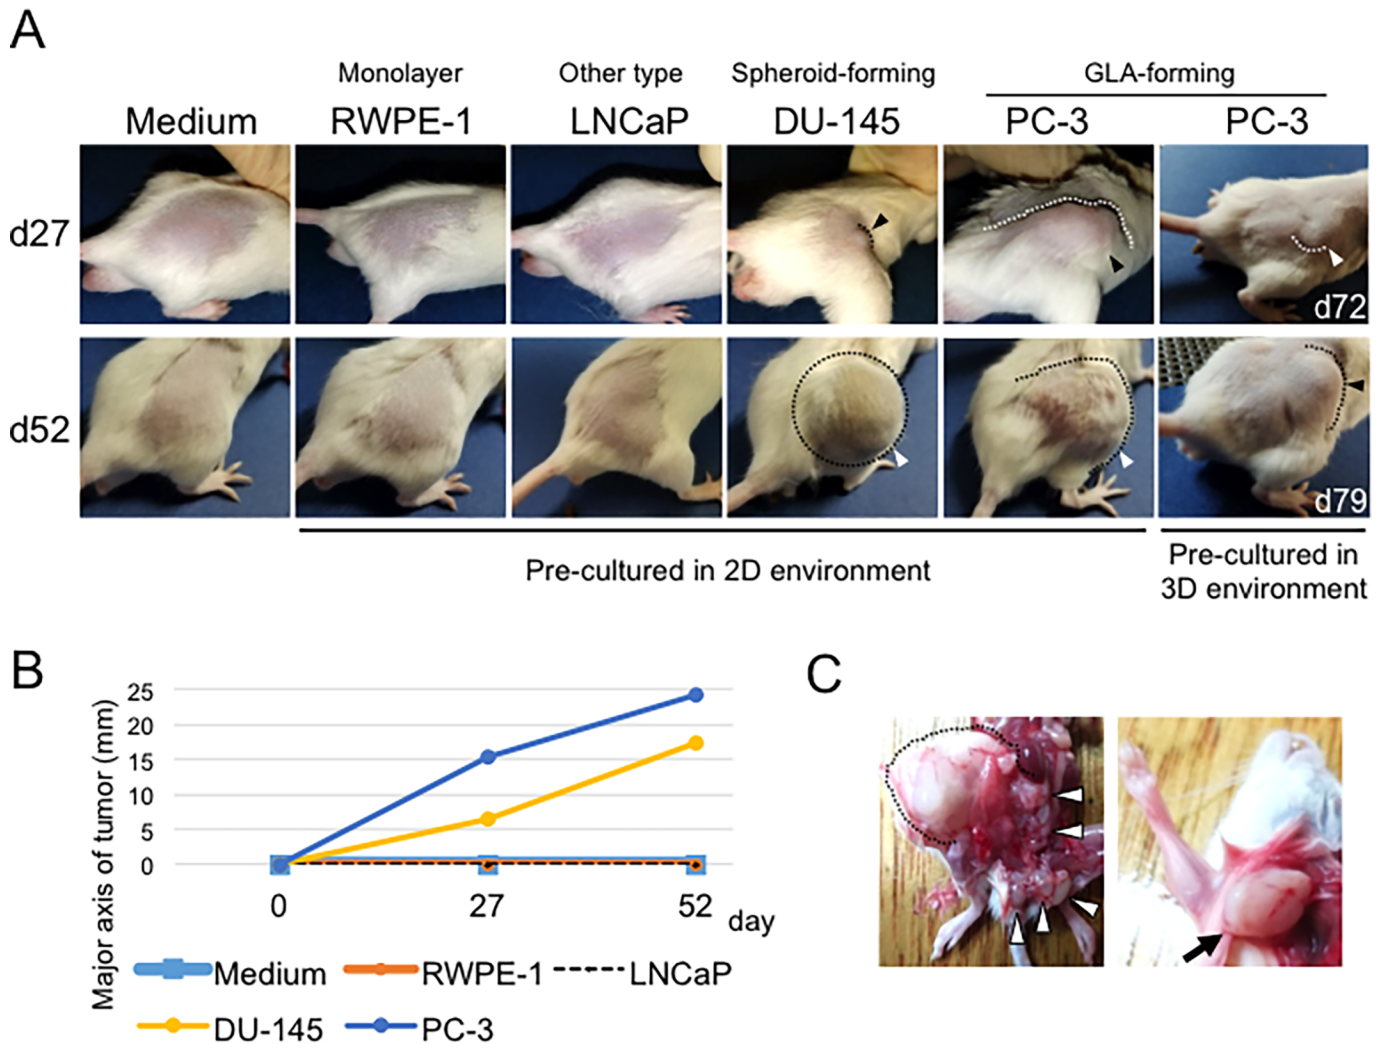 A
Monolayer
Other type
Spheroid-forming
GLA-forming
Medium
RWPE-1
LNCaP
DU-145
PC-3
PC-3
d27
d72
d52
d79
Pre-cultured in 2D environment
Pre-cultured in
3D environment
B
C
Major axis of tumor (mm)
25
20
15
10
5
0
0
27
52
day
Medium
RWPE-1
LNCaP
DU-145
PC-3